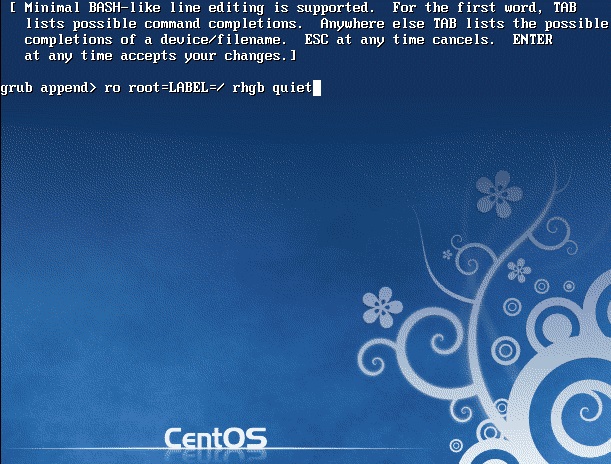 [ Minimal BASH-like line editing is supported.  For the first word, TAB
lists possible command completions.  Anywhere else TAB lists the possible
completions of a device/filename.  ESC at any time cancels.  ENTER
at any time accepts your changes.]
grub append> ro root=LABEL=/ rhgb quiet
CentOS